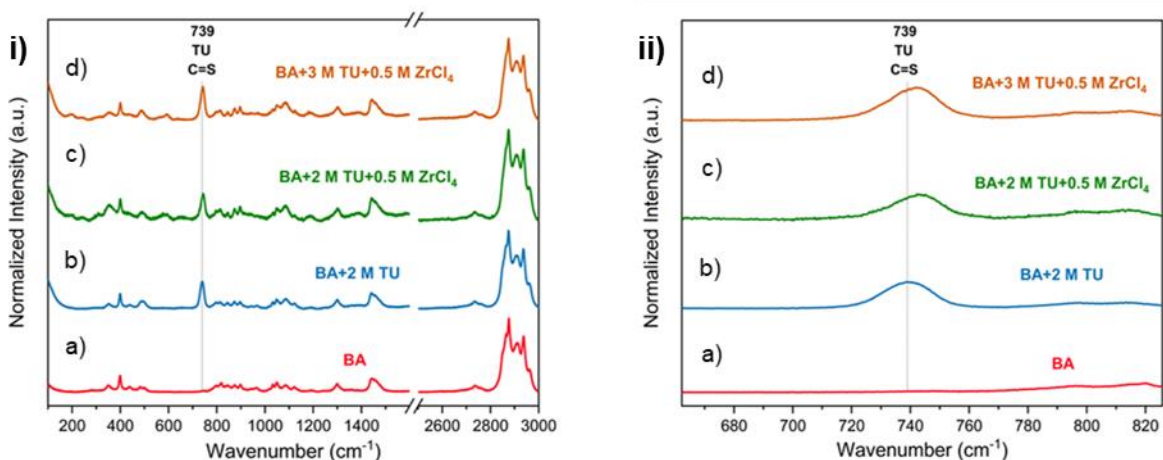 i)
Normalized Intensity (a.u.)
739
TU
C=S
d)
BA+3 M TU+0.5 M ZrCl₄
c)
BA+2 M TU+0.5 M ZrCl₄
b)
BA+2 M TU
a)
BA
200 400 600 800 1000 1200 1400 2600 2800 3000
Wavenumber (cm⁻¹)
ii)
Normalized Intensity (a.u.)
739
TU
C=S
d)
BA+3 M TU+0.5 M ZrCl₄
c)
BA+2 M TU+0.5 M ZrCl₄
b)
BA+2 M TU
a)
BA
680 700 720 740 760 780 800 820
Wavenumber (cm⁻¹)